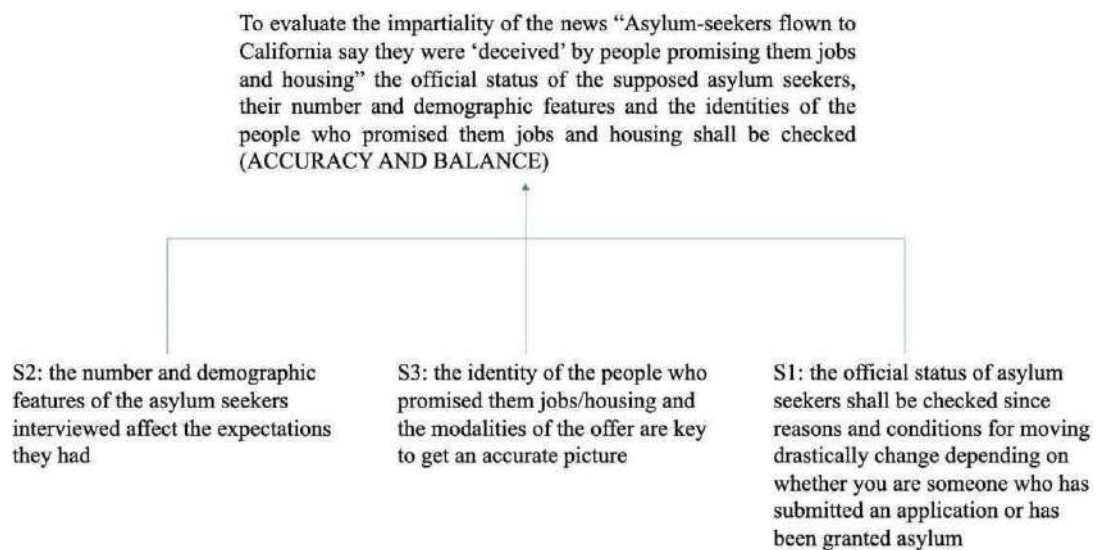 To evaluate the impartiality of the news “Asylum-seekers flown to
California say they were ‘deceived’ by people promising them jobs
and housing” the official status of the supposed asylum seekers,
their number and demographic features and the identities of the
people who promised them jobs and housing shall be checked
(ACCURACY AND BALANCE)
S2: the number and demographic
features of the asylum seekers
interviewed affect the expectations
they had
S3: the identity of the people who
promised them jobs/housing and
the modalities of the offer are key
to get an accurate picture
S1: the official status of asylum
seekers shall be checked since
reasons and conditions for moving
drastically change depending on
whether you are someone who has
submitted an application or has
been granted asylum